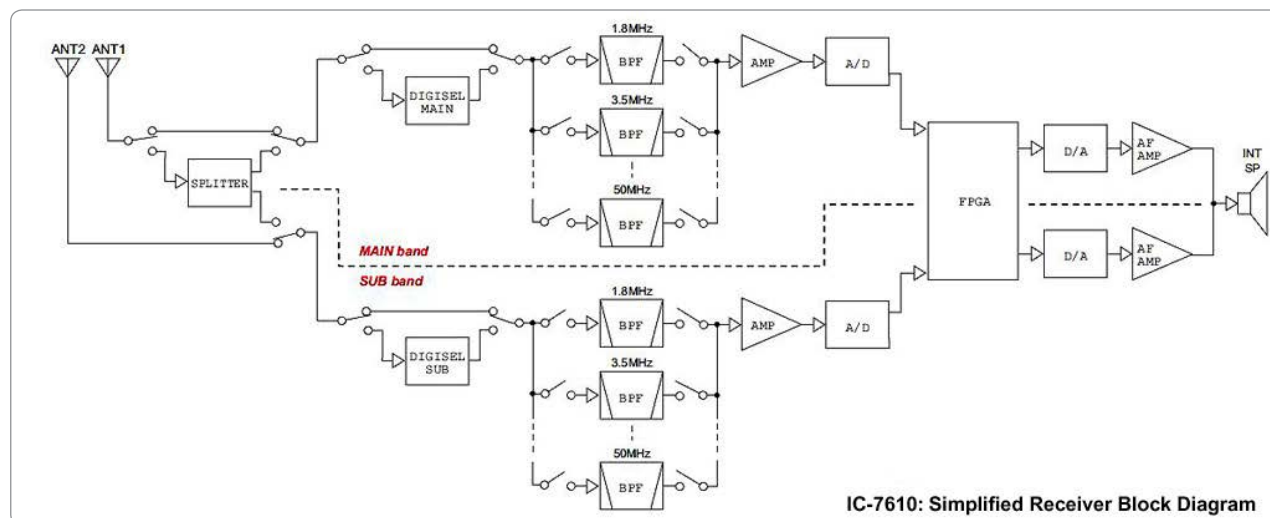 ANT2 ANT1
SPLITTER
DIGISEL
MAIN
1.8MHz
BPF
3.5MHz
BPF
50MHz
BPF
AMP
A/D
FPGA
D/A
AF
AMP
INT
SP
MAIN band
SUB band
DIGISEL
SUB
1.8MHz
BPF
3.5MHz
BPF
50MHz
BPF
AMP
A/D
D/A
AF
AMP
IC-7610: Simplified Receiver Block Diagram